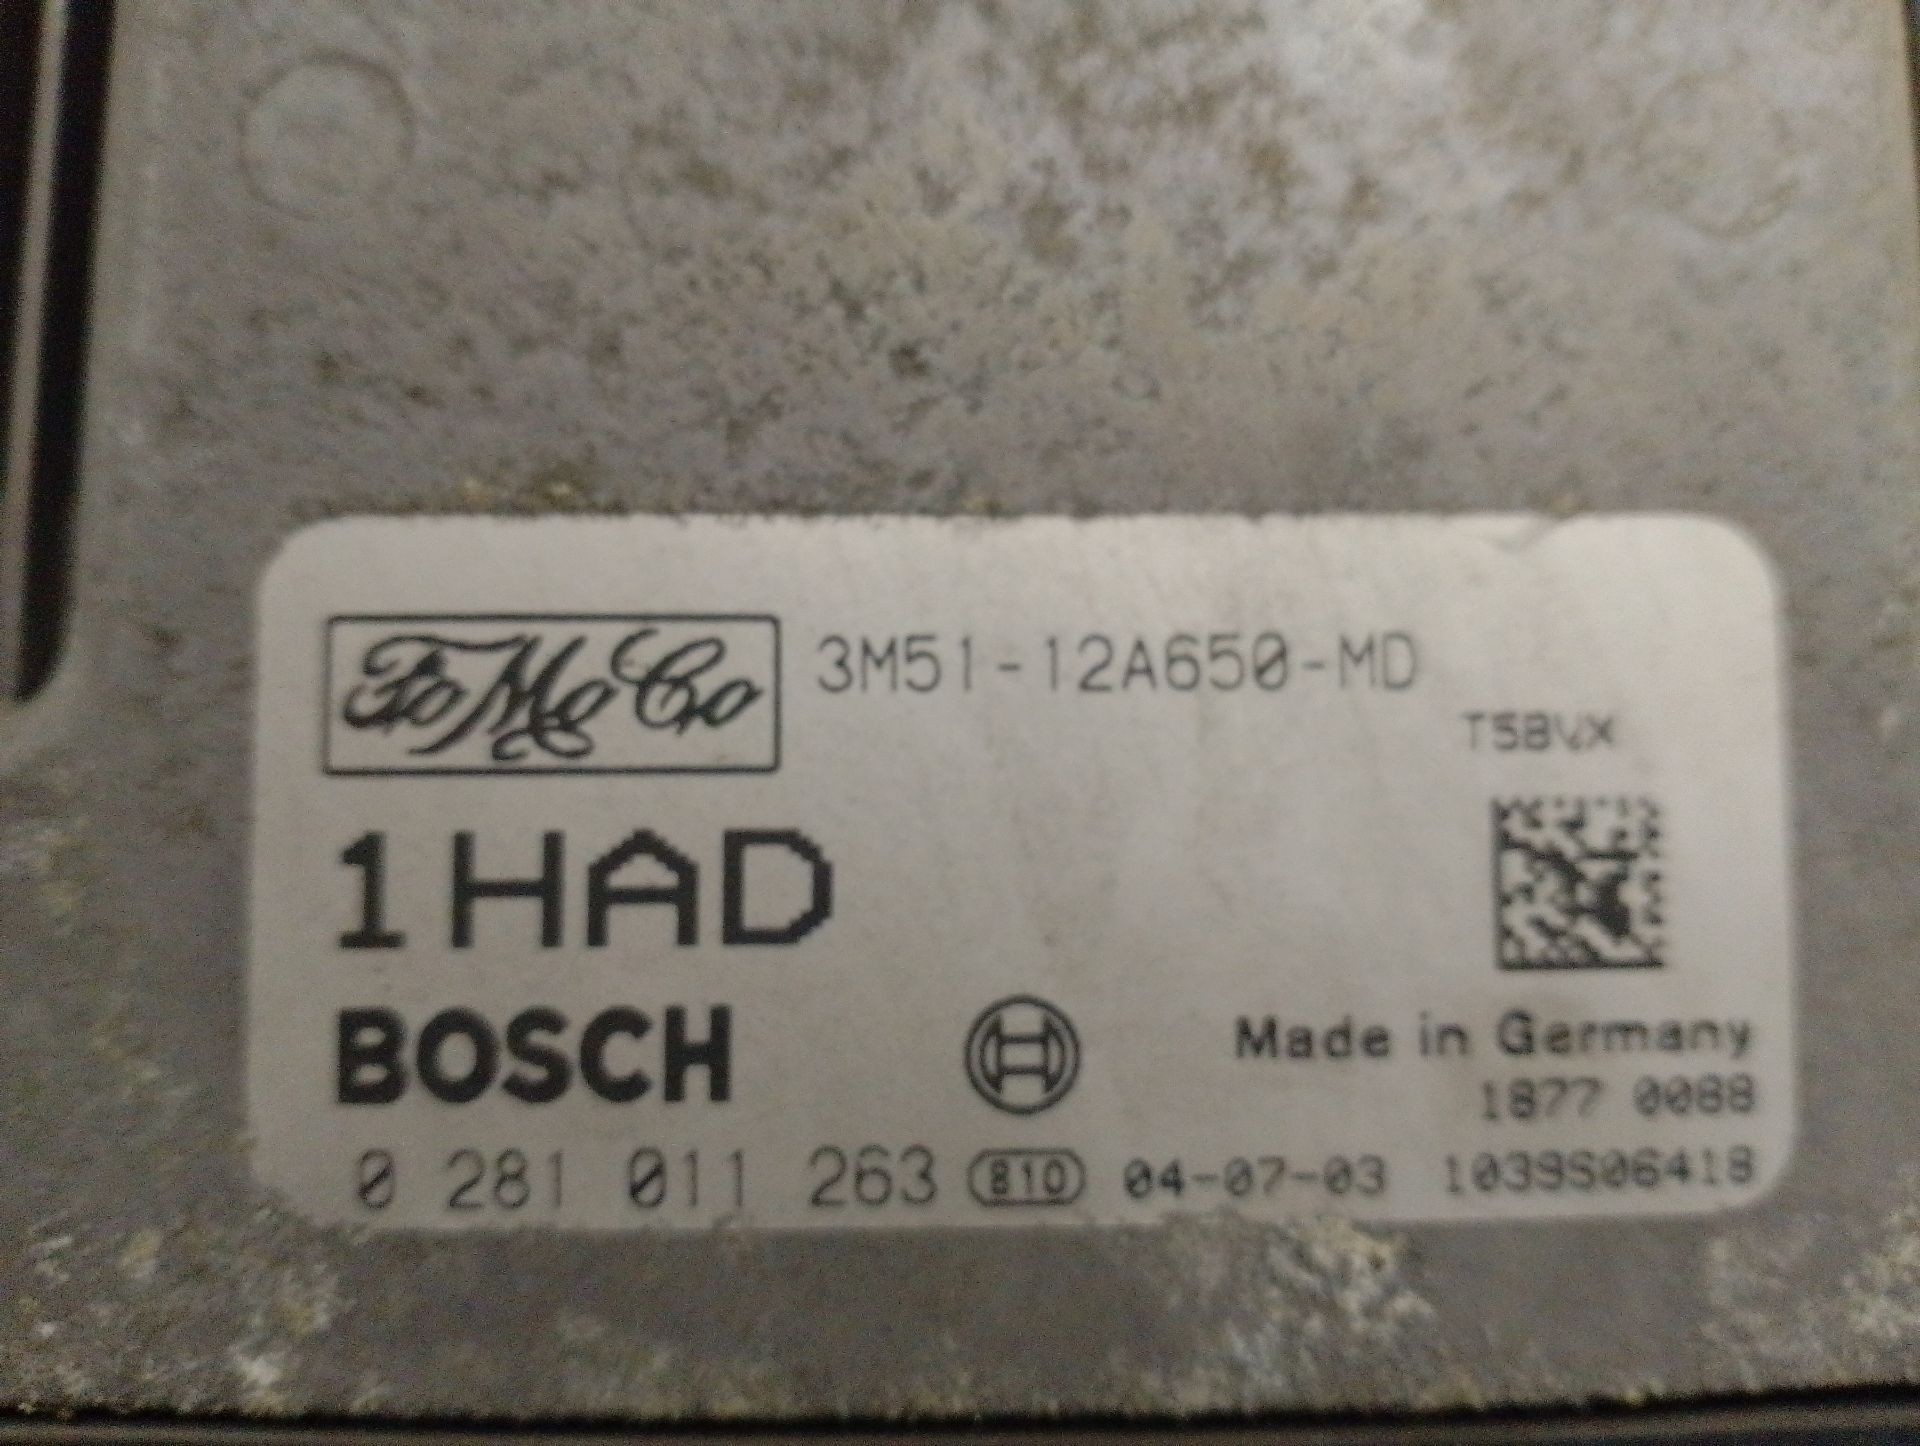 FoMoCo 3M51-12A650-MD
T5BVX
1HAD
BOSCH
Made in Germany
1877 0088
0 281 011 263 810 04-07-03 1039S06418